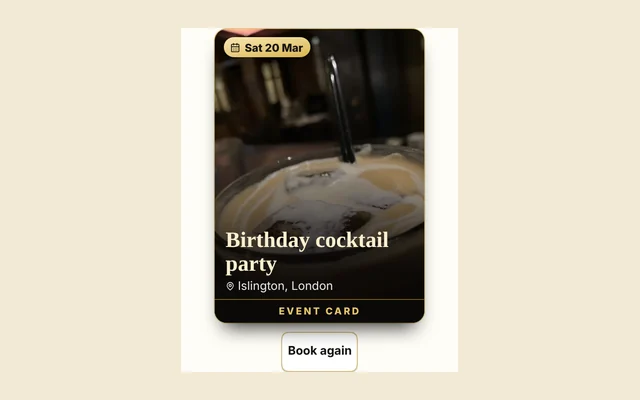 Sat 20 Mar
Birthday cocktail
party
Islington, London
EVENT CARD
Book again